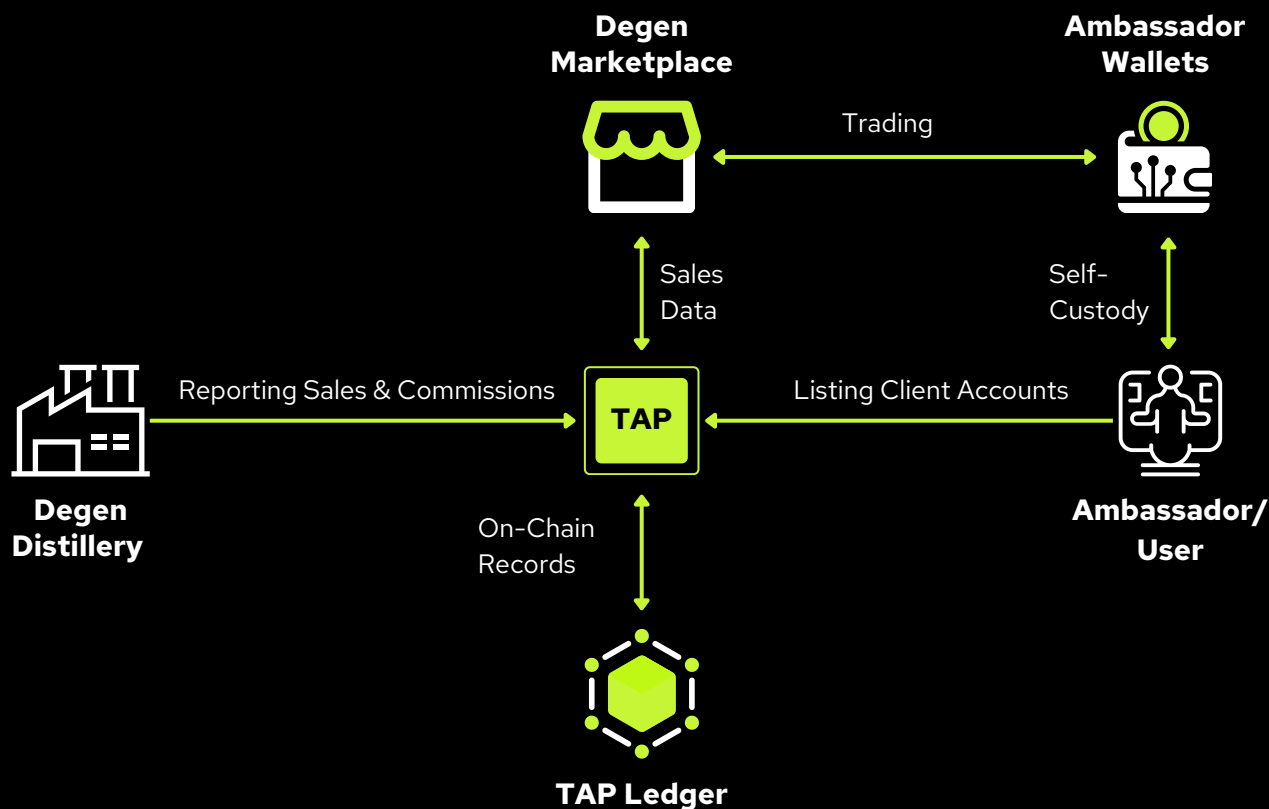 Degen
Marketplace
Ambassador
Wallets
Trading
Sales
Data
Self-
Custody
Reporting Sales & Commissions
TAP
Listing Client Accounts
Degen
Distillery
Ambassador/
User
On-Chain
Records
TAP Ledger